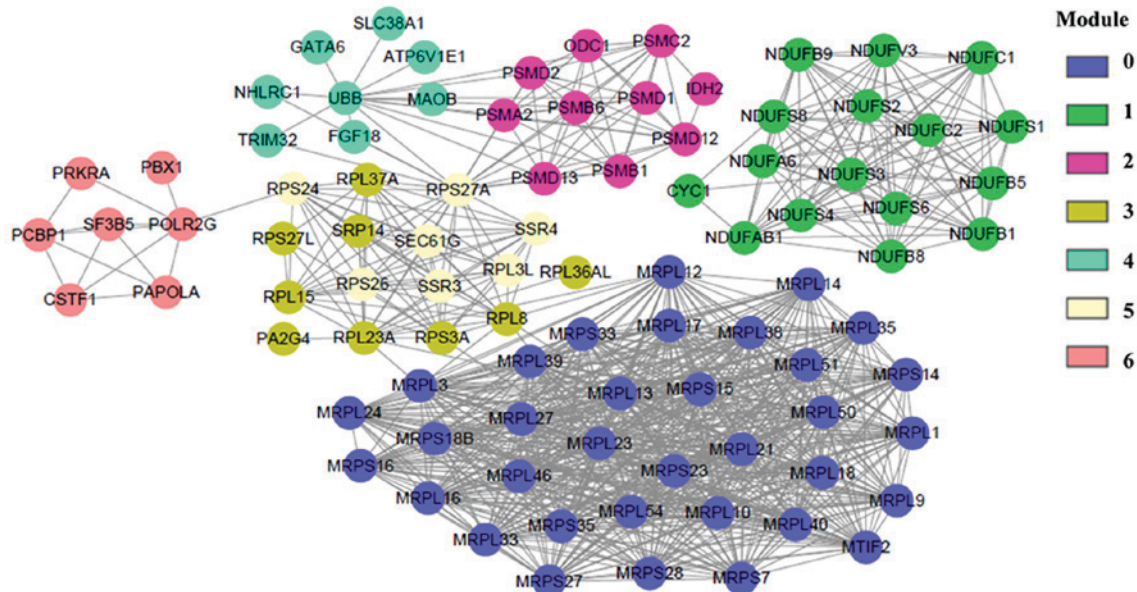 Module
0
1
2
3
4
5
6
SLC38A1
GATA6
ATP6V1E1
NHLRC1
UBB
MAOB
TRIM32
FGF18
ODC1
PSMC2
PSMD2
IDH2
PSMA2
PSMB6
PSMD1
PSMD12
PSMD13
PSMB1
NDUFB9
NDUFV3
NDUFC1
NDUFS8
NDUFS2
NDUFC2
NDUFS1
NDUFA6
NDUFS3
CYC1
NDUFB5
NDUFS4
NDUFS6
NDUFAB1
NDUFB8
NDUFB1
PRKRA
PBX1
PCBP1
SF3B5
POLR2G
CSTF1
PAPOLA
RPS24
RPL37A
RPS27A
RPS27L
SRP14
SEC61G
SSR4
RPL15
RPS26
SSR3
RPL3L
RPL36AL
PA2G4
RPL23A
RPS3A
RPL8
MRPL12
MRPL14
MRPS33
MRPL17
MRPL38
MRPL35
MRPL39
MRPL51
MRPS14
MRPL3
MRPL13
MRPS15
MRPL24
MRPL27
MRPL50
MRPS18B
MRPL23
MRPL21
MRPL1
MRPS16
MRPL46
MRPS23
MRPL18
MRPL16
MRPL9
MRPL33
MRPS35
MRPL54
MRPL10
MRPL40
MTIF2
MRPS27
MRPS28
MRPS7